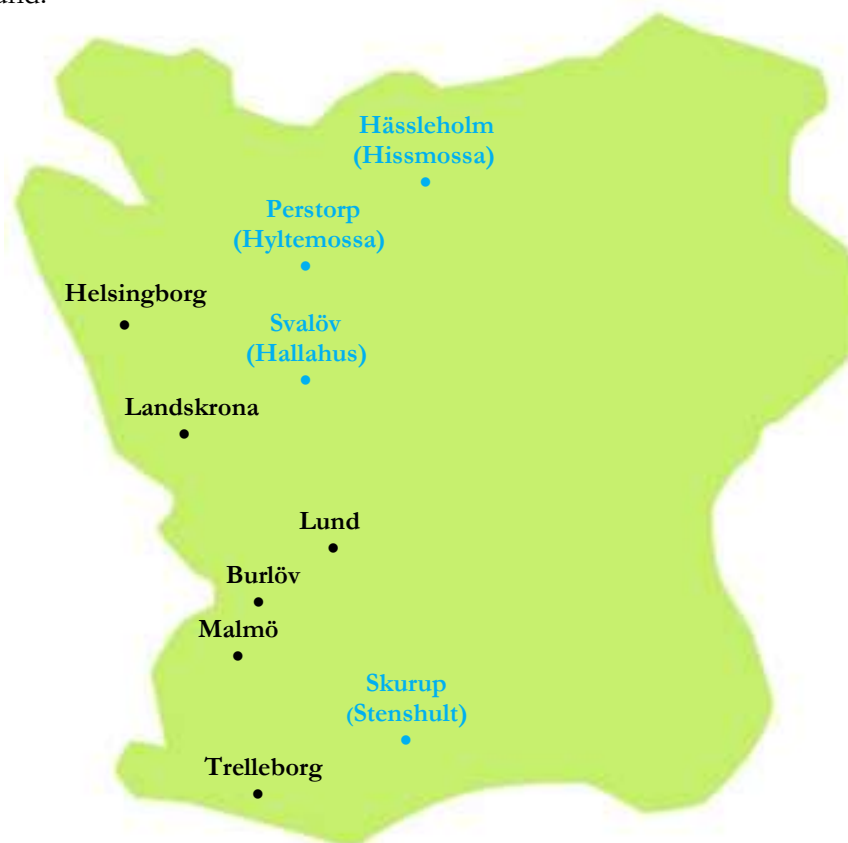 Hässleholm
(Hissmossa)
Perstorp
(Hyltemossa)
Helsingborg
Svalöv
(Hallahus)
Landskrona
Lund
Burlöv
Malmö
Skurup
(Stenshult)
Trelleborg